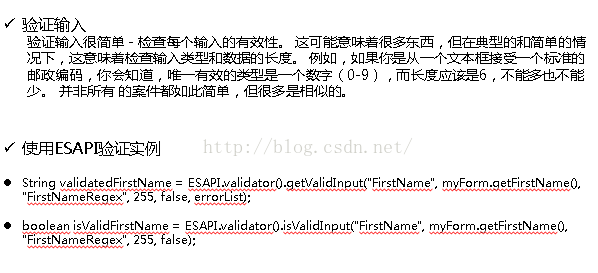 ✓ 验证输入
验证输入很简单 - 检查每个输入的有效性。 这可能意味着很多东西，但在典型的和简单的情
况下，这意味着检查输入类型和数据的长度。 例如，如果你是从一个文本框接受一个标准的
邮政编码，你会知道，唯一有效的类型是一个数字（0-9），而长度应该是6，不能多也不能
少。 并非所有 的案件都如此简单，但很多是相似的。
✓ 使用ESAPI验证实例
http://blog.csdn.net/
● String validatedFirstName = ESAPI.validator().getValidInput("FirstName", myForm.getFirstName(),
"FirstNameRegex", 255, false, errorList);
● boolean isValidFirstName = ESAPI.validator().isValidInput("FirstName", myForm.getFirstName(),
"FirstNameRegex", 255, false);